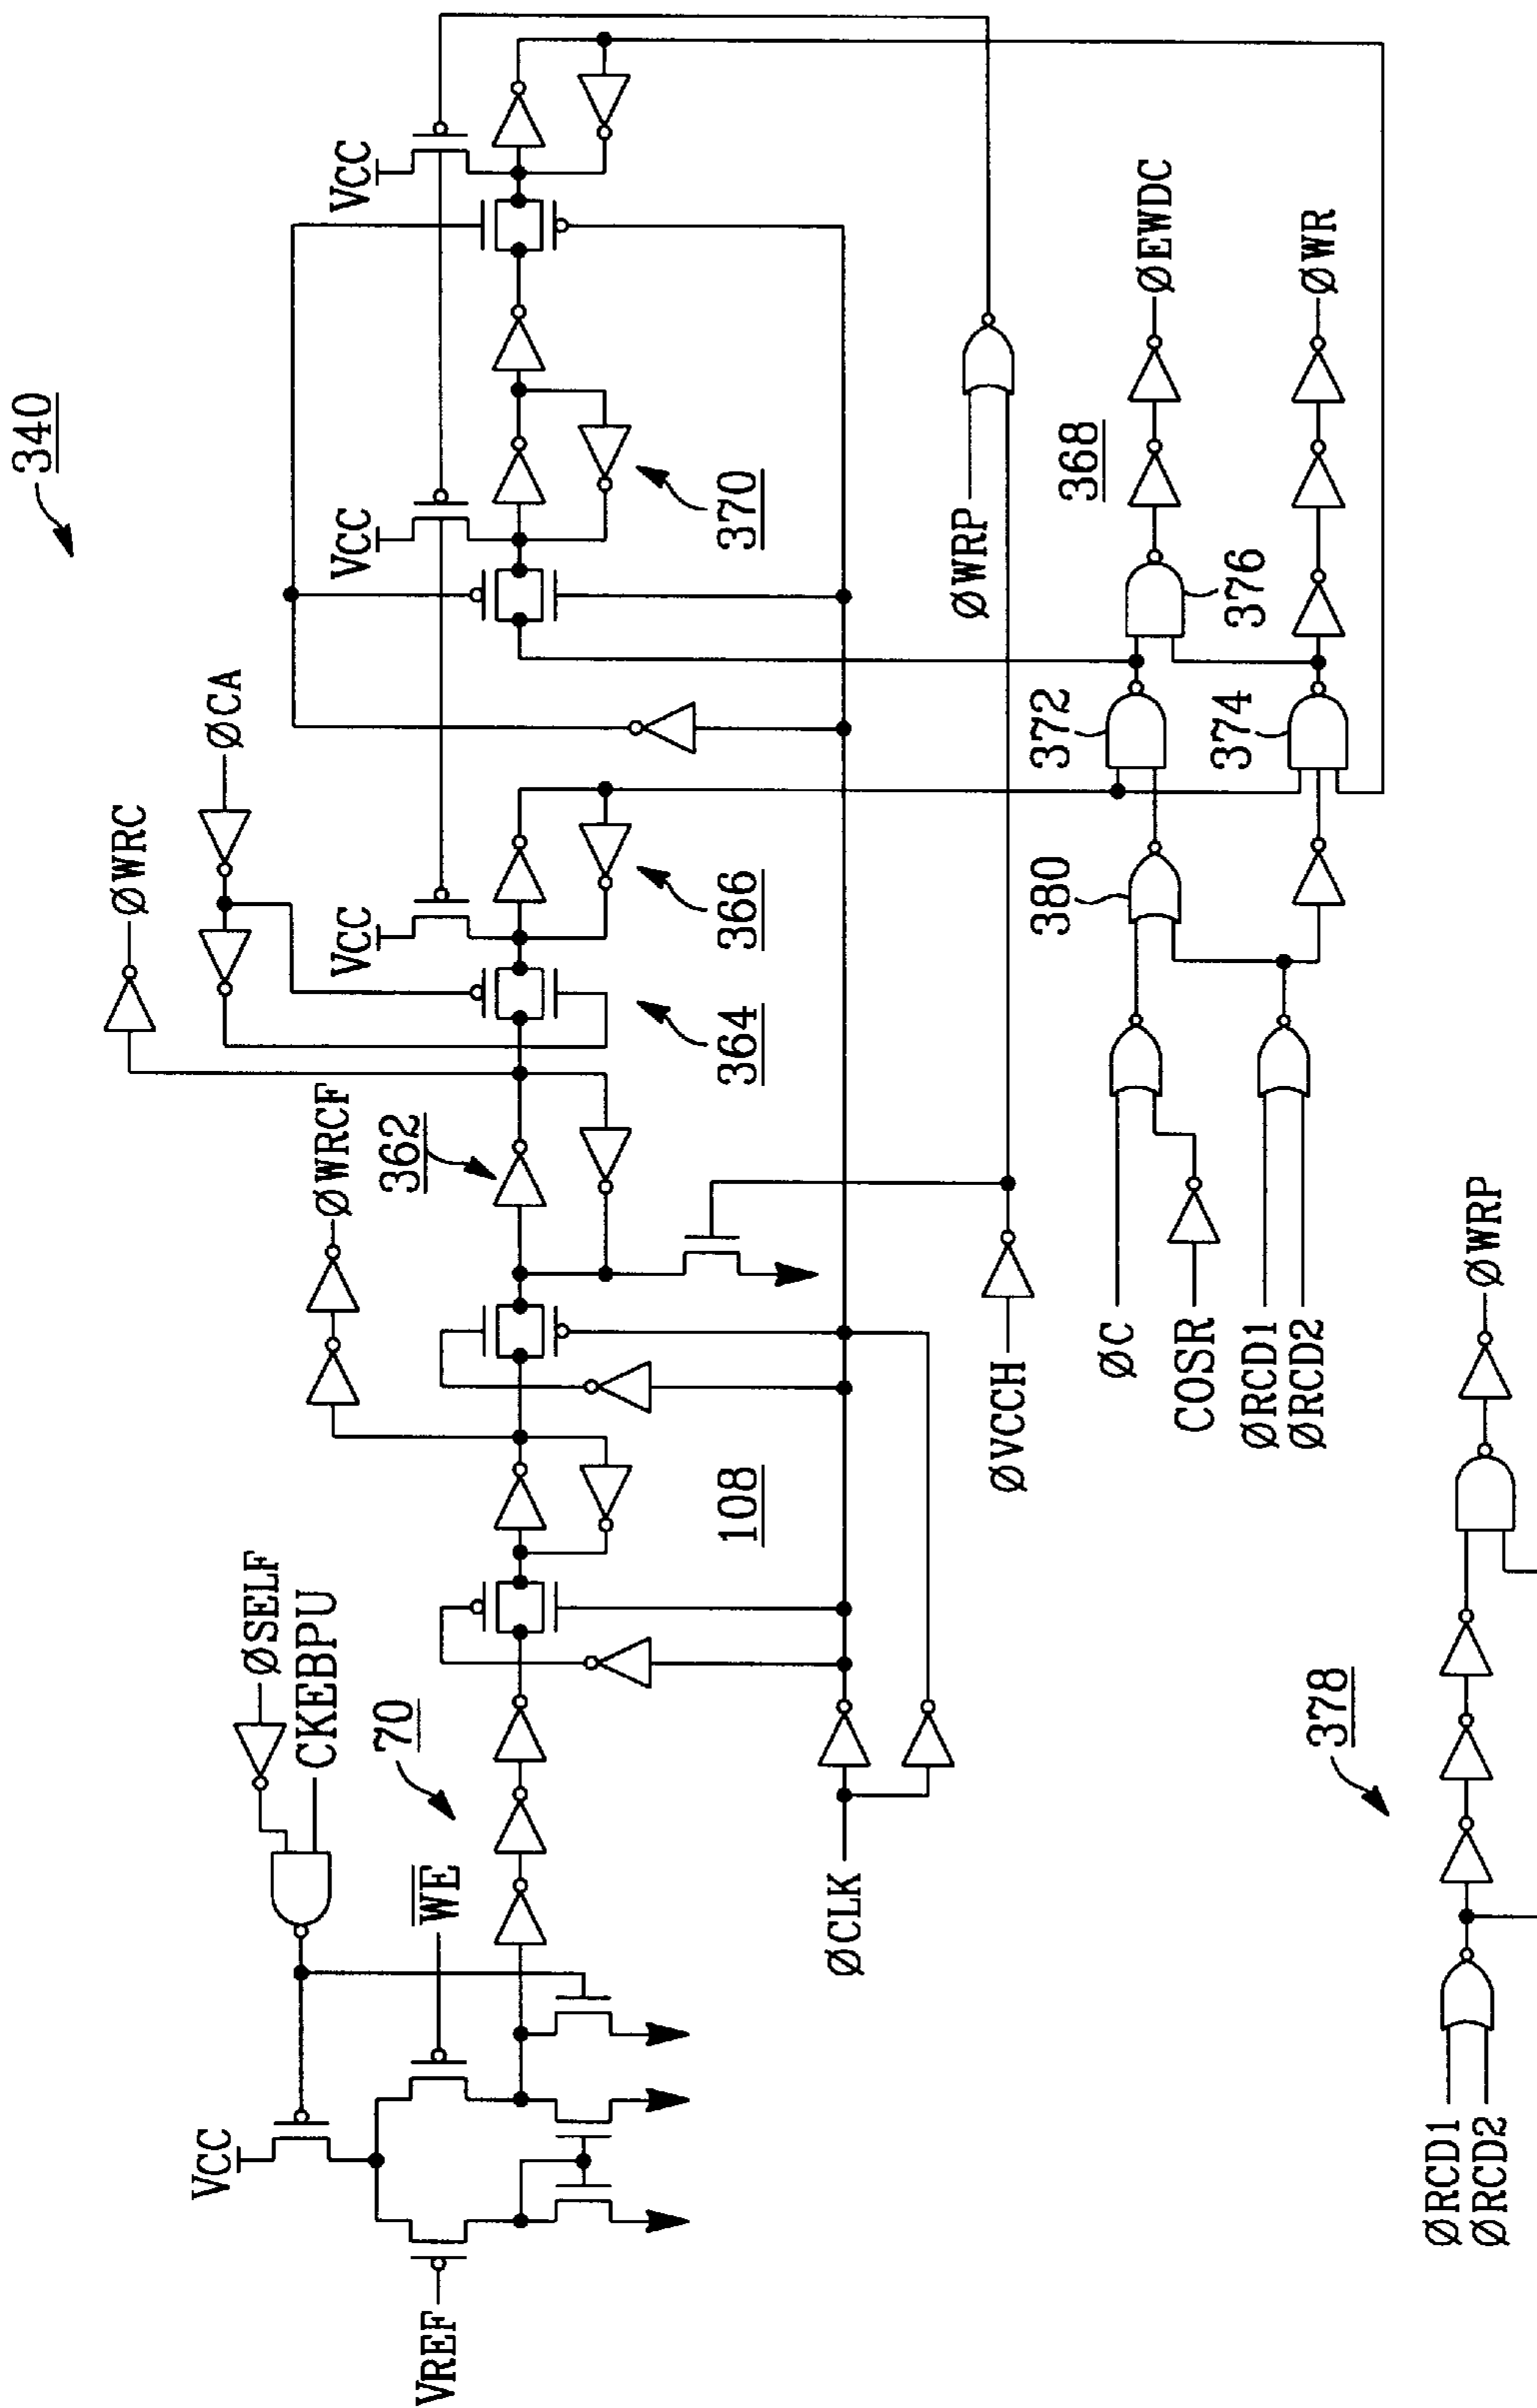 340
ØWRC
ØCA
ØWRCF
ØSELF
CKEBPU
VCC
VCC
VCC
VCC
362
70
WE
VREF
108
364
366
370
ØCLK
ØVCCH
ØWRP
ØC
COSR
ØRCD1
ØRCD2
380
372
374
376
368
ØEWDC
ØWR
378
ØRCD1
ØRCD2
ØWRP